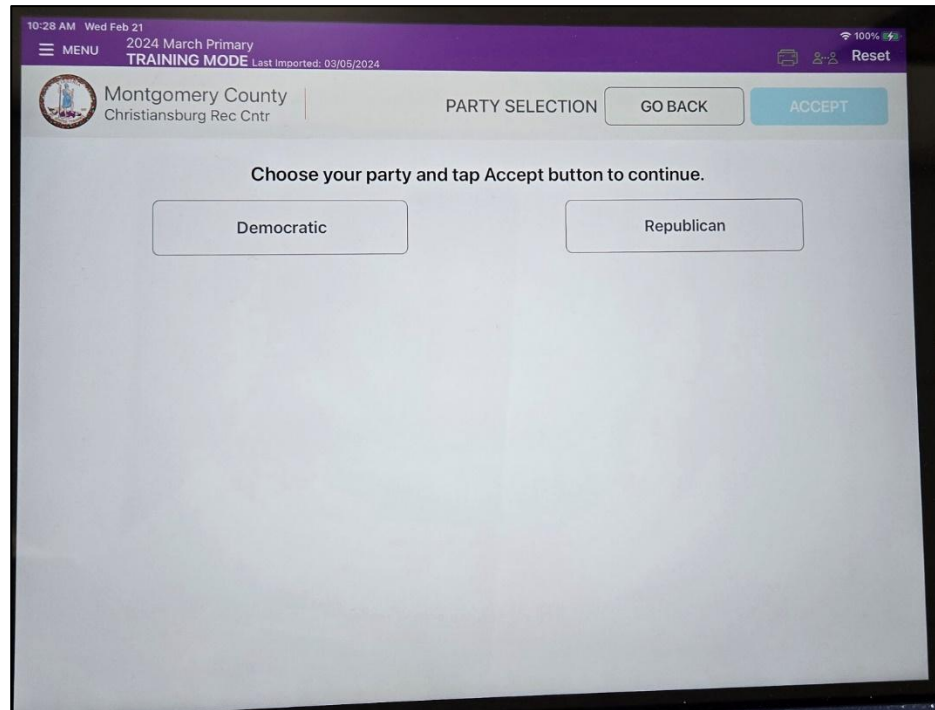 10:28 AM Wed Feb 21
100%
MENU
2024 March Primary
TRAINING MODE Last Imported: 03/05/2024
Reset
Montgomery County
Christiansburg Rec Cntr
PARTY SELECTION
GO BACK
ACCEPT
Choose your party and tap Accept button to continue.
Democratic
Republican